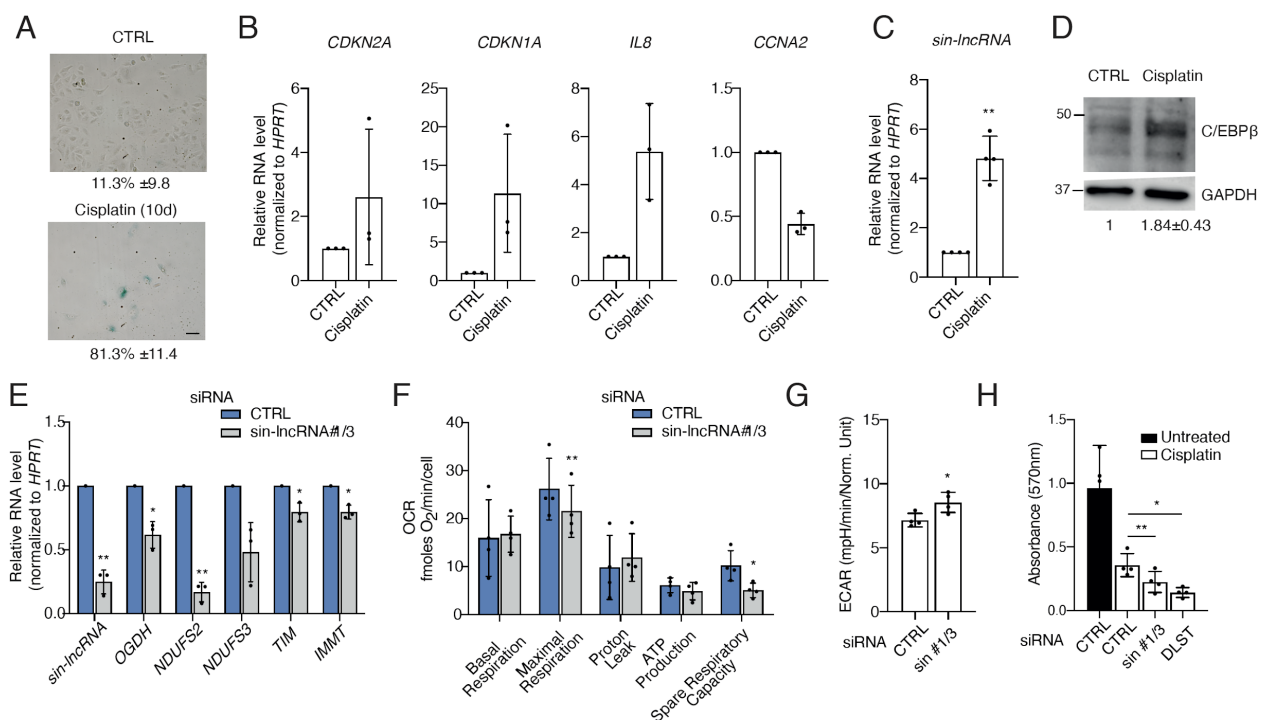 A
CTRL
11.3% ±9.8
Cisplatin (10d)
81.3% ±11.4
B
CDKN2A
CDKN1A
IL8
CCNA2
Relative RNA level
(normalized to HPRT)
6
4
2
0
CTRL
Cisplatin
25
20
15
10
5
0
CTRL
Cisplatin
8
6
4
2
0
CTRL
Cisplatin
1.5
1.0
0.5
0.0
CTRL
Cisplatin
C
sin-lncRNA
Relative RNA level
(normalized to HPRT)
8
6
4
2
0
**
CTRL
Cisplatin
D
CTRL Cisplatin
50
C/EBPβ
37
GAPDH
1 1.84±0.43
E
siRNA
CTRL
sin-lncRNA#1/3
Relative RNA level
(normalized to HPRT)
1.5
1.0
0.5
0.0
**
*
**
*
*
sin-lncRNA
OGDH
NDUFS2
NDUFS3
TIM
IMMT
F
siRNA
CTRL
sin-lncRNA#1/3
OCR
fmoles O2/min/cell
40
30
20
10
0
**
*
Basal
Respiration
Maximal
Respiration
Proton
Leak
ATP
Production
Spare Respiratory
Capacity
G
ECAR (mpH/min/Norm. Unit)
15
10
5
0
*
siRNA
CTRL
sin #1/3
H
Untreated
Cisplatin
Absorbance (570nm)
1.5
1.0
0.5
0.0
*
**
siRNA
CTRL
CTRL
sin #1/3
DLST